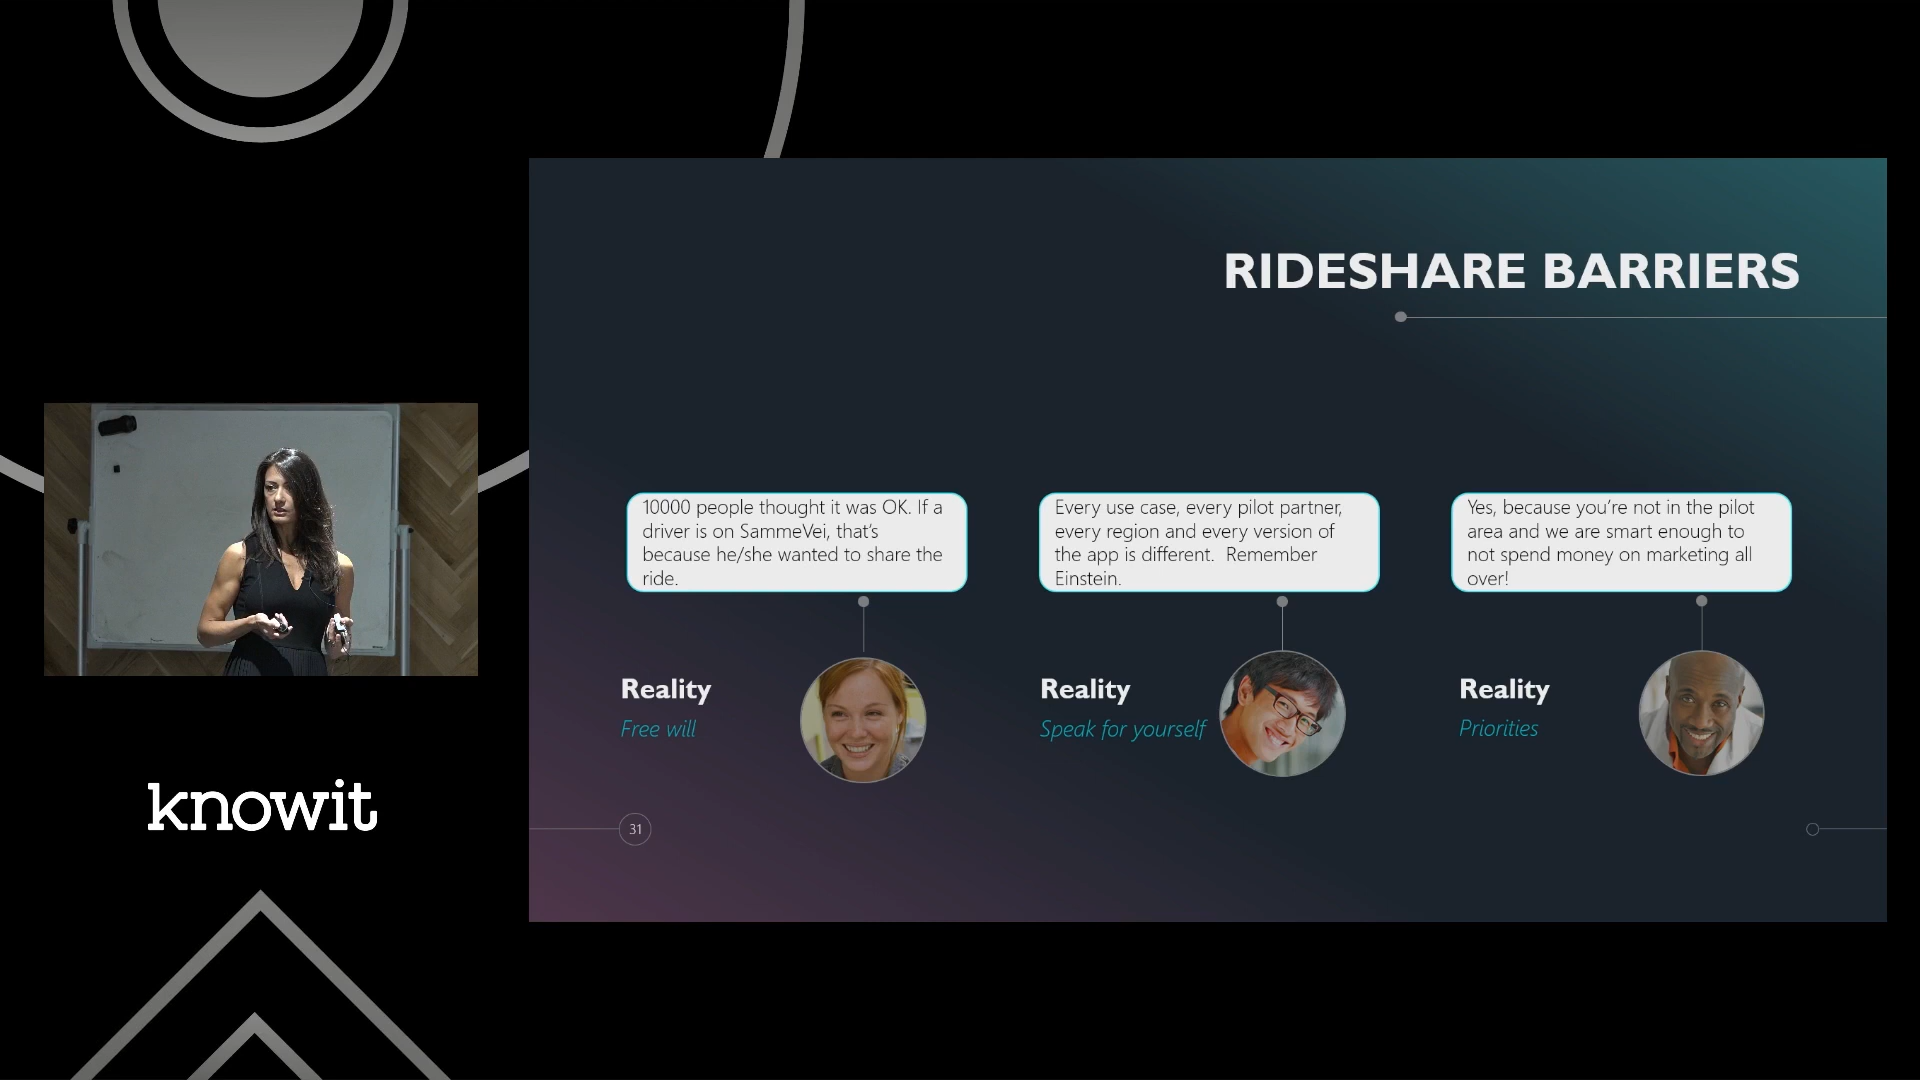 RIDESHARE BARRIERS
10000 people thought it was OK. If a
driver is on SammeVei, that's
because he/she wanted to share the
ride.
Every use case, every pilot partner,
every region and every version of
the app is different. Remember
Einstein.
Yes, because you're not in the pilot
area and we are smart enough to
not spend money on marketing all
over!
Reality
Free will
Reality
Speak for yourself
Reality
Priorities
31
knowit